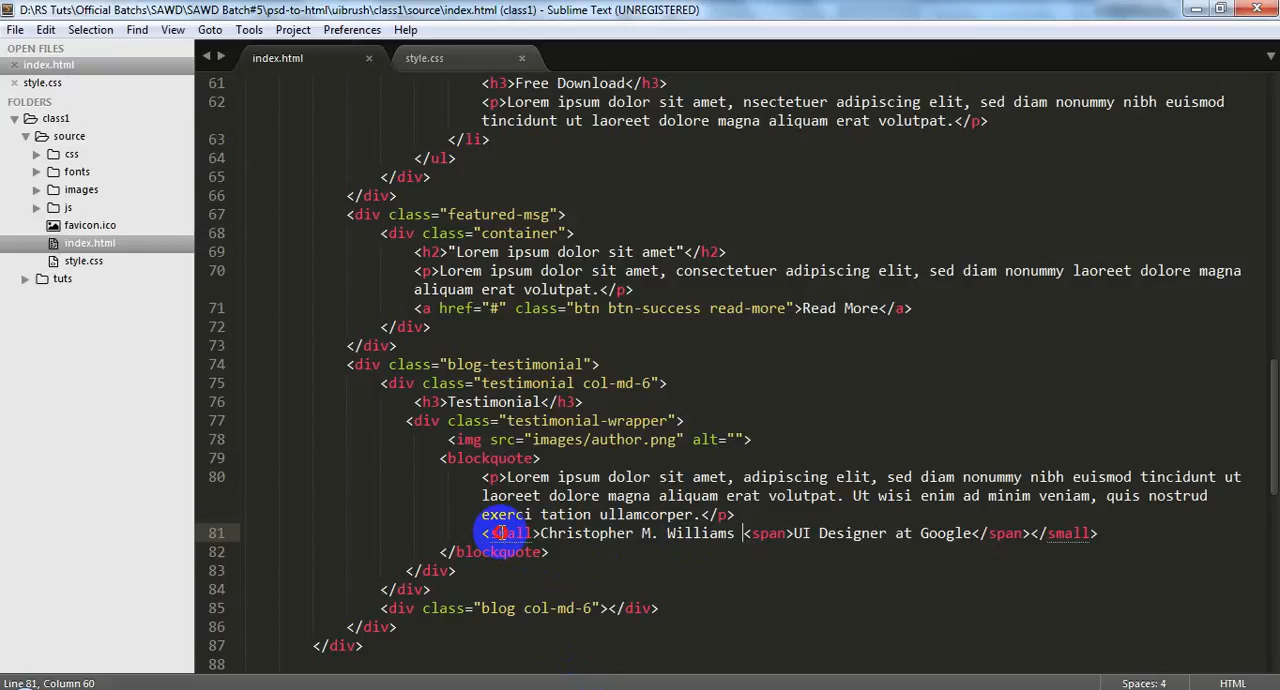 D:\RS Tuts\Official Batchs\SAWD\SAWD Batch#5\psd-to-html\uibrush\class1\source\index.html (class1) - Sublime Text (UNREGISTERED)
File Edit Selection Find View Goto Tools Project Preferences Help
OPEN FILES
index.html
style.css
FOLDERS
class1
source
css
fonts
images
js
favicon.ico
index.html
style.css
tuts
index.html
style.css
61 <h3>Free Download</h3>
62 <p>Lorem ipsum dolor sit amet, nsectetuer adipiscing elit, sed diam nonummy nibh euismod
tincidunt ut laoreet dolore magna aliquam erat volutpat.</p>
63 </li>
64 </ul>
65 </div>
66 </div>
67 <div class="featured-msg">
68 <div class="container">
69 <h2>"Lorem ipsum dolor sit amet"</h2>
70 <p>Lorem ipsum dolor sit amet, consectetuer adipiscing elit, sed diam nonummy laoreet dolore magna
aliquam erat volutpat.</p>
71 <a href="#" class="btn btn-success read-more">Read More</a>
72 </div>
73 </div>
74 <div class="blog-testimonial">
75 <div class="testimonial col-md-6">
76 <h3>Testimonial</h3>
77 <div class="testimonial-wrapper">
78 <img src="images/author.png" alt="">
79 <blockquote>
80 <p>Lorem ipsum dolor sit amet, adipiscing elit, sed diam nonummy nibh euismod tincidunt ut
laoreet dolore magna aliquam erat volutpat. Ut wisi enim ad minim veniam, quis nostrud
exerci tation ullamcorper.</p>
81 <small>Christopher M. Williams <span>UI Designer at Google</span></small>
82 </blockquote>
83 </div>
84 </div>
85 <div class="blog col-md-6"></div>
86 </div>
87 </div>
88
Line 81, Column 60
Spaces: 4
HTML